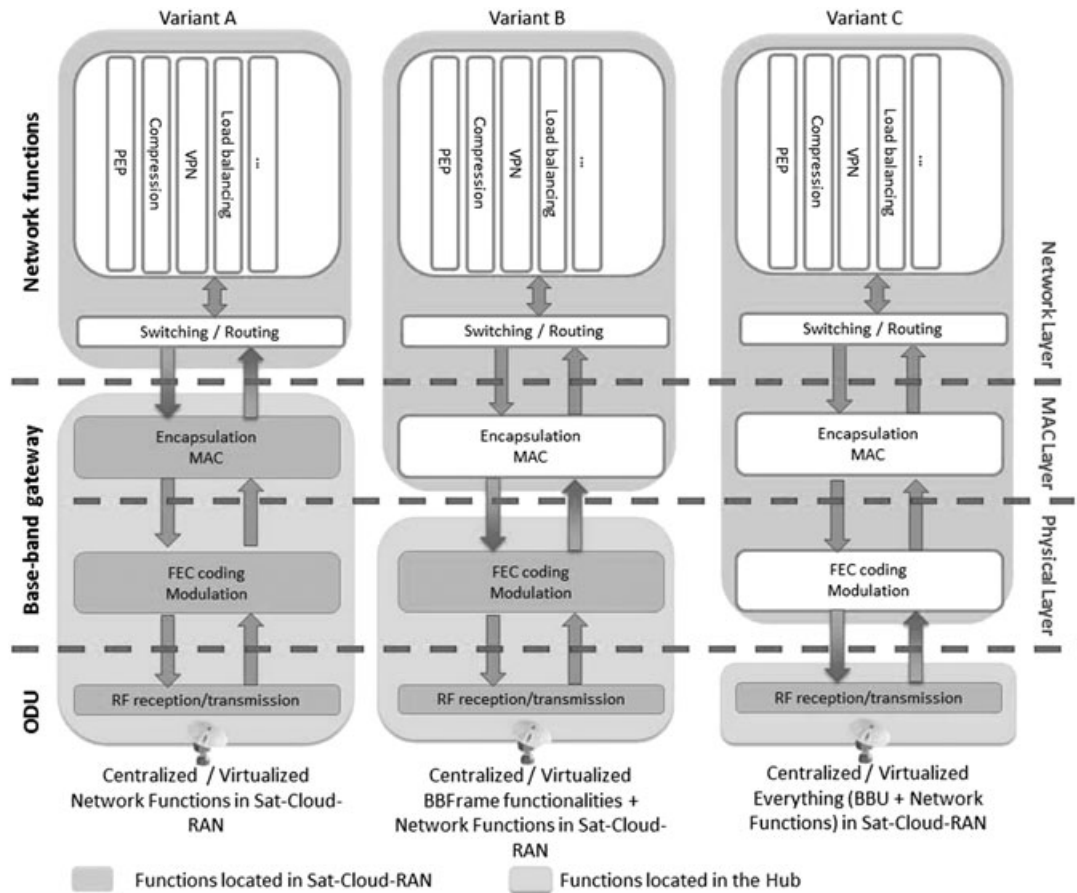 Variant A
Variant B
Variant C
Network functions
PEP
Compression
VPN
Load balancing
...
PEP
Compression
VPN
Load balancing
...
PEP
Compression
VPN
Load balancing
...
Network Layer
Switching / Routing
Switching / Routing
Switching / Routing
Base-band gateway
Encapsulation
MAC
Encapsulation
MAC
Encapsulation
MAC
MAC Layer
FEC coding
Modulation
FEC coding
Modulation
FEC coding
Modulation
Physical Layer
ODU
RF reception/transmission
RF reception/transmission
RF reception/transmission
Centralized / Virtualized
Network Functions in Sat-Cloud-
RAN
Centralized / Virtualized
BBFrame functionalities +
Network Functions in Sat-Cloud-
RAN
Centralized / Virtualized
Everything (BBU + Network
Functions) in Sat-Cloud-RAN
Functions located in Sat-Cloud-RAN
Functions located in the Hub